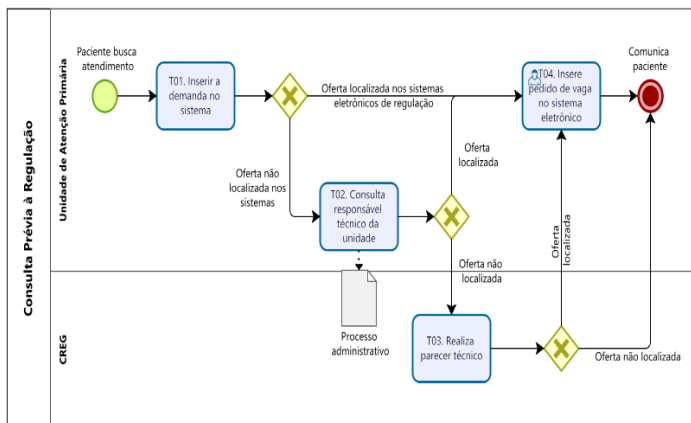 Consulta Prévia à Regulação
Unidade de Atenção Primária
Paciente busca
atendimento
T01. Inserir a
demanda no
sistema
Oferta localizada nos sistemas
eletrônicos de regulação
T04. Insere
pedido de vaga
no sistema
eletrônico
Comunica
paciente
Oferta não
localizada nos
sistemas
T02. Consulta
responsável
técnico da
unidade
Oferta
localizada
Oferta
localizada
Oferta não
localizada
CREG
Processo
administrativo
T03. Realiza
parecer técnico
Oferta não localizada